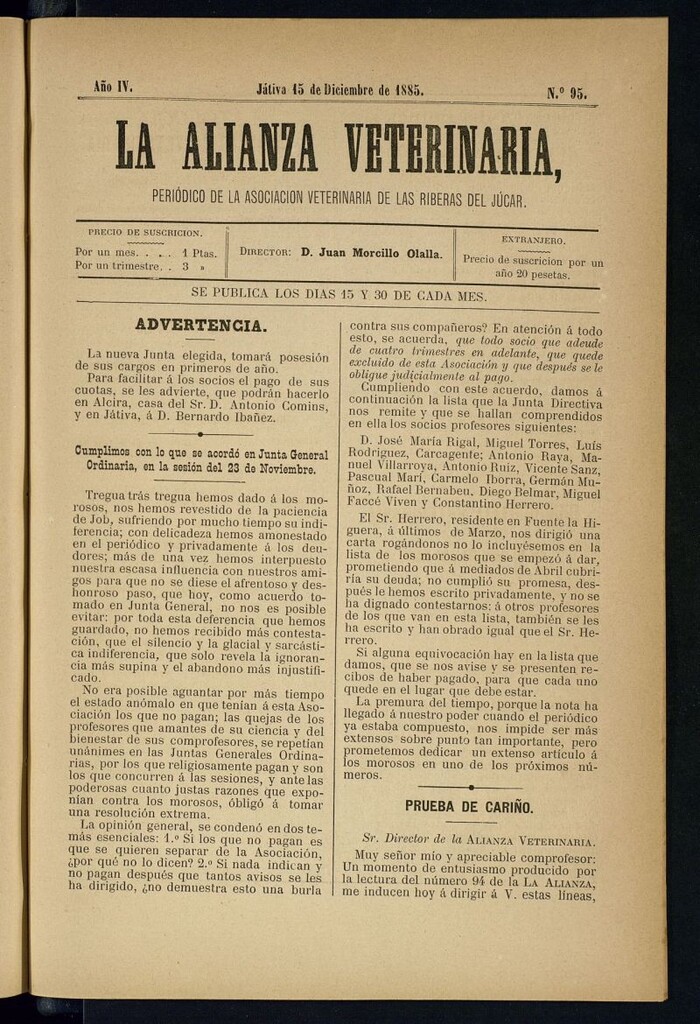 Año IV.
Játiva 15 de Diciembre de 1885.
N.º 95.
LA ALIANZA VETERINARIA,
PERIÓDICO DE LA ASOCIACION VETERINARIA DE LAS RIBERAS DEL JÚCAR.
PRECIO DE SUSCRICION.
Por un mes. . . . 1 Ptas.
Por un trimestre. . 3 »
DIRECTOR: D. Juan Morcillo Olalla.
EXTRANJERO.
Precio de suscricion por un
año 20 pesetas.
SE PUBLICA LOS DIAS 15 Y 30 DE CADA MES.
ADVERTENCIA.
La nueva Junta elegida, tomará posesión
de sus cargos en primeros de año.
Para facilitar á los socios el pago de sus
cuotas, se les advierte, que podrán hacerlo
en Alcira, casa del Sr. D. Antonio Comins,
y en Játiva, á D. Bernardo Ibañez.
Cumplimos con lo que se acordó en Junta General
Ordinaria, en la sesión del 23 de Noviembre.
Tregua trás tregua hemos dado á los mo-
rosos, nos hemos revestido de la paciencia
de Job, sufriendo por mucho tiempo su indi-
ferencia; con delicadeza hemos amonestado
en el periódico y privadamente á los deu-
dores; más de una vez hemos interpuesto
nuestra escasa influencia con nuestros ami-
gos para que no se diese el afrentoso y des-
honroso paso, que hoy, como acuerdo to-
mado en Junta General, no nos es posible
evitar: por toda esta deferencia que hemos
guardado, no hemos recibido más contesta-
ción, que el silencio y la glacial y sarcásti-
ca indiferencia, que solo revela la ignoran-
cia más supina y el abandono más injustifi-
cado.
No era posible aguantar por más tiempo
el estado anómalo en que tenían á esta Aso-
ciación los que no pagan; las quejas de los
profesores que amantes de su ciencia y del
bienestar de sus comprofesores, se repetían
unánimes en las Juntas Generales Ordina-
rias, por los que religiosamente pagan y son
los que concurren á las sesiones, y ante las
poderosas cuanto justas razones que expo-
nían contra los morosos, óbligó á tomar
una resolución extrema.
La opinión general, se condenó en dos te-
más esenciales: 1.º Si los que no pagan es
que se quieren separar de la Asociación,
¿por qué no lo dicen? 2.º Si nada indican y
no pagan después que tantos avisos se les
ha dirigido, ¿no demuestra esto una burla
contra sus compañeros? En atención á todo
esto, se acuerda, que todo socio que adeude
de cuatro trimestres en adelante, que quede
excluido de esta Asociación y que después se le
obligue judicialmente al pago.
Cumpliendo con este acuerdo, damos á
continuación la lista que la Junta Directiva
nos remite y que se hallan comprendidos
en ella los socios profesores siguientes:
D. José María Rigal, Miguel Torres, Luís
Rodriguez, Carcagente; Antonio Raya, Ma-
nuel Villarroya, Antonio Ruiz, Vicente Sanz,
Pascual Marí, Carmelo Iborra, Germán Mu-
ñoz, Rafael Bernabeu, Diego Belmar, Miguel
Faccé Viven y Constantino Herrero.
El Sr. Herrero, residente en Fuente la Hi-
guera, á últimos de Marzo, nos dirigió una
carta rogándonos no lo incluyésemos en la
lista de los morosos que se empezó á dar,
prometiendo que á mediados de Abril cubri-
ría su deuda; no cumplió su promesa, des-
pués le hemos escrito privadamente, y no se
ha dignado contestarnos: á otros profesores
de los que van en esta lista, también se les
ha escrito y han obrado igual que el Sr. He-
rrero.
Si alguna equivocación hay en la lista que
damos, que se nos avise y se presenten re-
cibos de haber pagado, para que cada uno
quede en el lugar que debe estar.
La premura del tiempo, porque la nota ha
llegado á nuestro poder cuando el periódico
ya estaba compuesto, nos impide ser más
extensos sobre punto tan importante, pero
prometemos dedicar un extenso artículo á
los morosos en uno de los próximos nú-
meros.
PRUEBA DE CARIÑO.
Sr. Director de la ALIANZA VETERINARIA.
Muy señor mío y apreciable comprofesor:
Un momento de entusiasmo producido por
la lectura del número 94 de la LA ALIANZA,
me inducen hoy á dirigir á V. estas líneas,